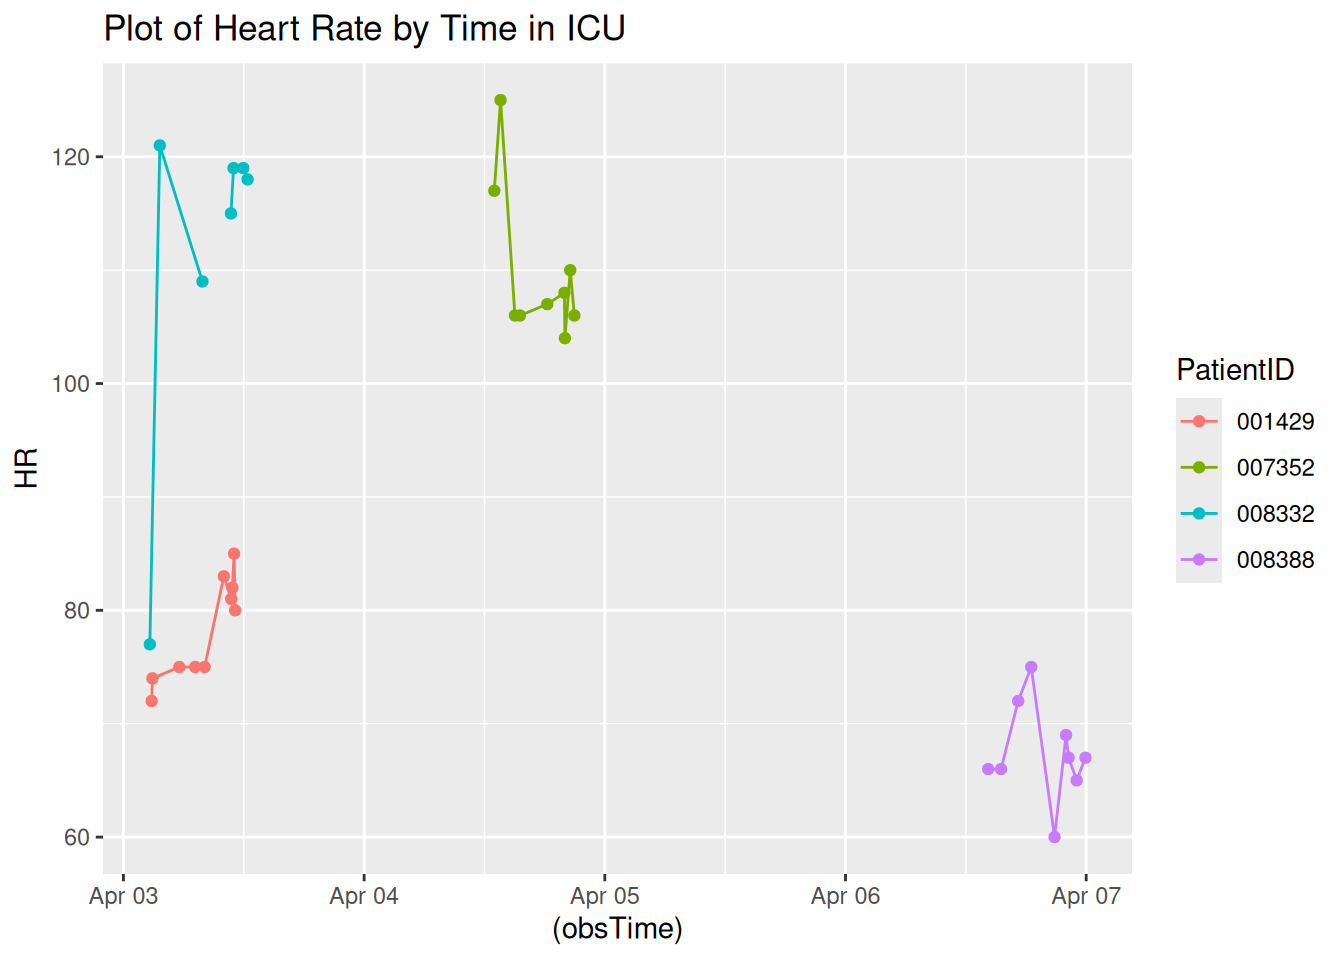 Plot of Heart Rate by Time in ICU
120
100
80
60
HR
Apr 03 Apr 04 Apr 05 Apr 06 Apr 07
(obsTime)
PatientID
001429
007352
008332
008388